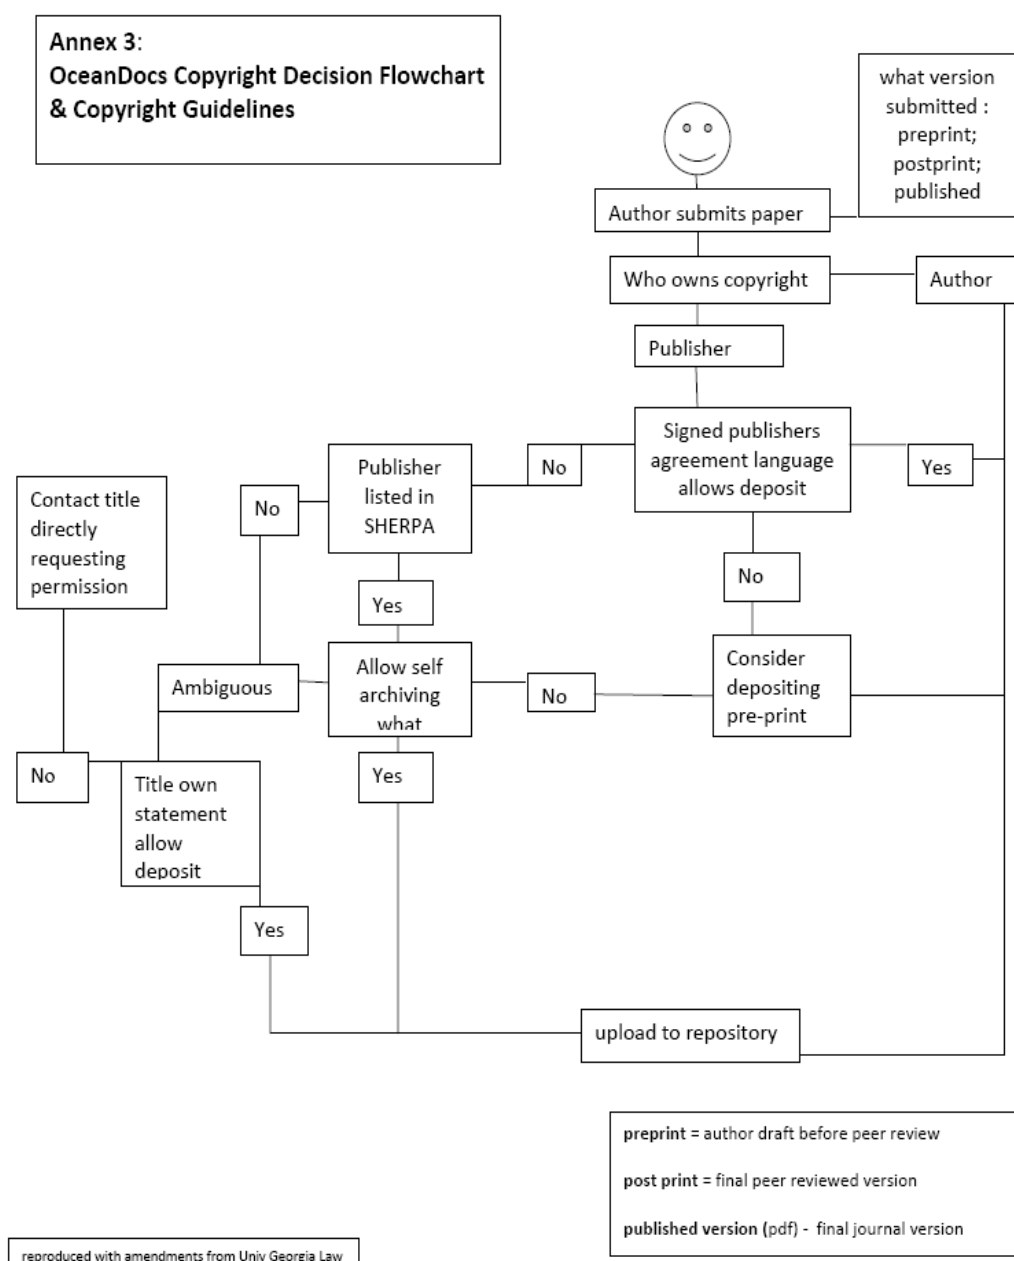 Annex 3:
OceanDocs Copyright Decision Flowchart
& Copyright Guidelines
what version
submitted :
preprint;
postprint;
published
Author submits paper
Who owns copyright
Author
Publisher
Signed publishers
agreement language
allows deposit
Yes
No
No
Publisher
listed in
SHERPA
No
Yes
Contact title
directly
requesting
permission
Consider
depositing
pre-print
No
Allow self
archiving
what
Ambiguous
Yes
No
Title own
statement
allow
deposit
Yes
upload to repository
preprint = author draft before peer review
post print = final peer reviewed version
published version (pdf) - final journal version
reproduced with amendments from Univ Georgia Law